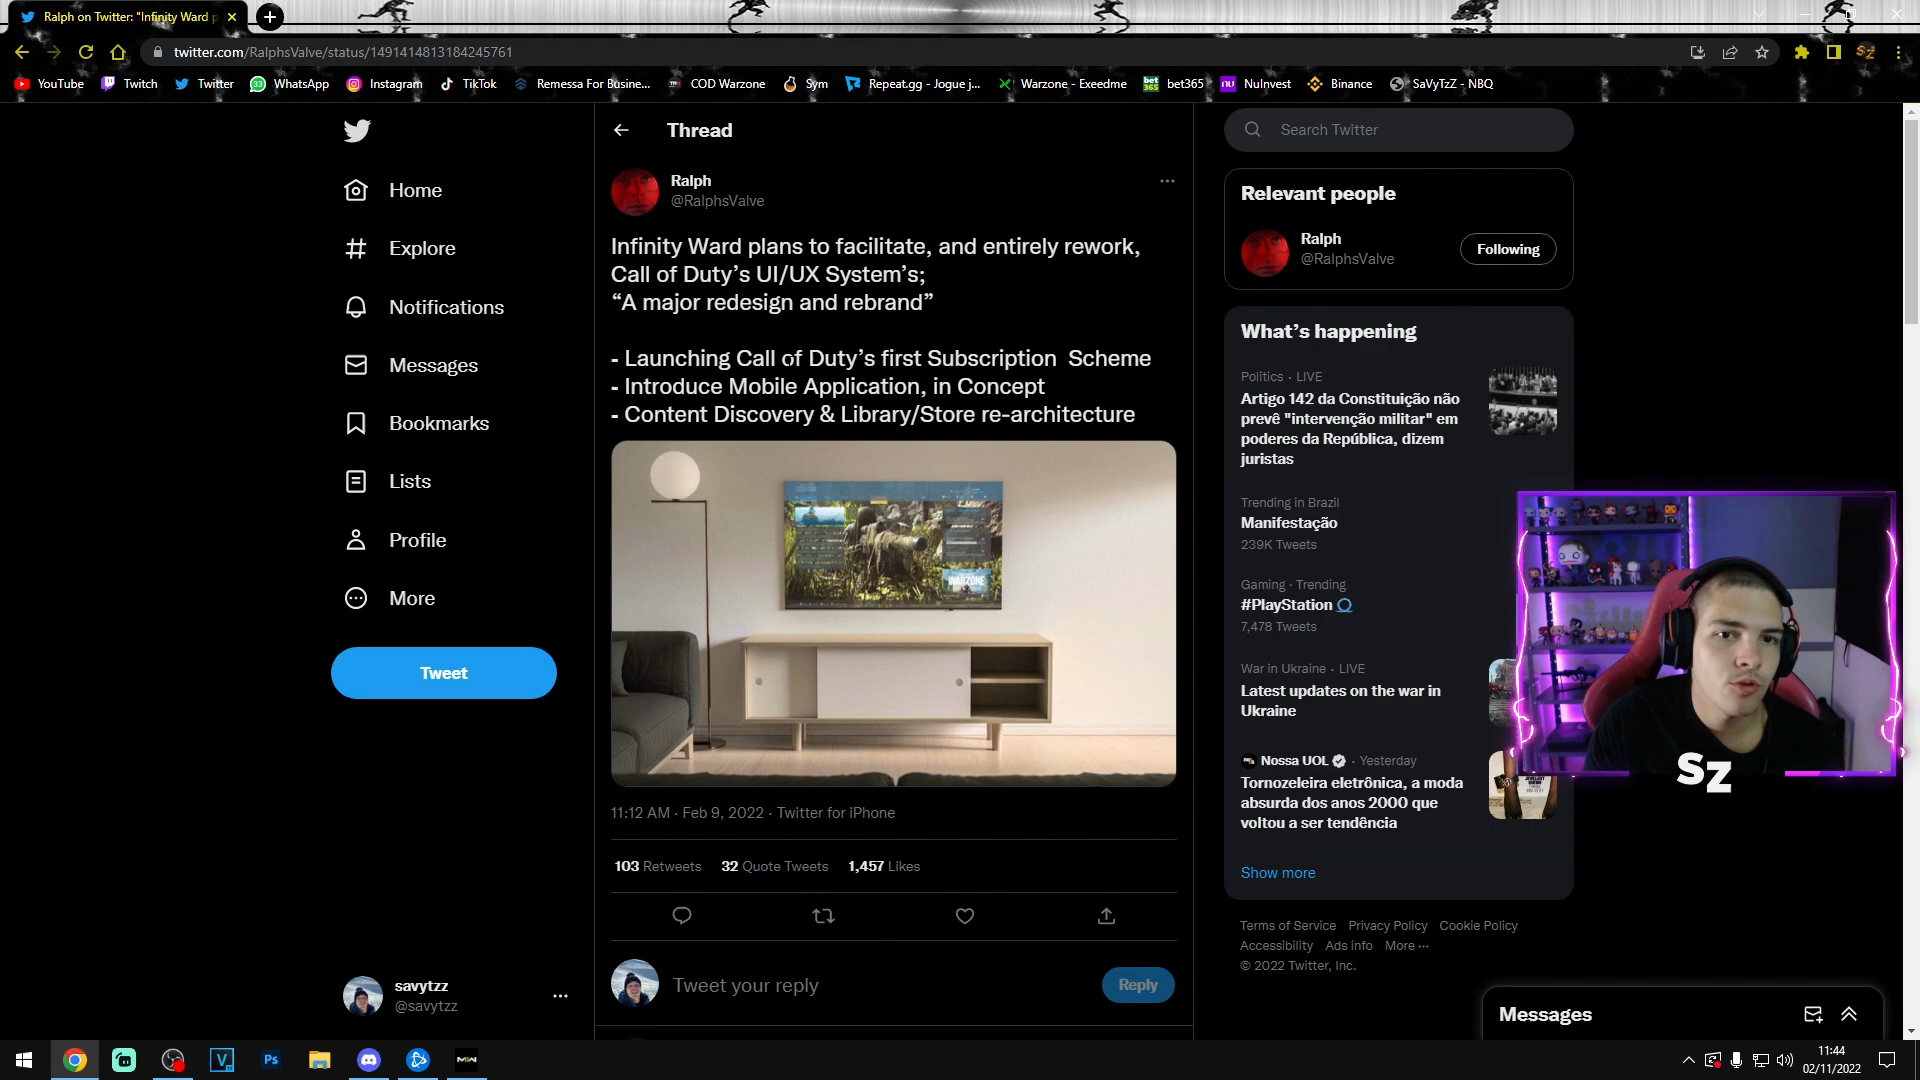 Ralph on Twitter: "Infinity Ward p
twitter.com/RalphsValve/status/1491414813184245761
YouTube Twitch Twitter WhatsApp Instagram TikTok Remessa For Busine... COD Warzone Sym Repeat.gg - Jogue j... Warzone - Exeedme bet365 NuInvest Binance SaVyTzZ - NBQ
Home
Explore
Notifications
Messages
Bookmarks
Lists
Profile
More
Tweet
savytzz
@savytzz
Thread
Ralph
@RalphsValve
Infinity Ward plans to facilitate, and entirely rework,
Call of Duty’s UI/UX System’s;
“A major redesign and rebrand”
- Launching Call of Duty’s first Subscription Scheme
- Introduce Mobile Application, in Concept
- Content Discovery & Library/Store re-architecture
WARZONE
11:12 AM · Feb 9, 2022 · Twitter for iPhone
103 Retweets 32 Quote Tweets 1,457 Likes
Tweet your reply
Reply
Search Twitter
Relevant people
Ralph
@RalphsValve
Following
What’s happening
Politics · LIVE
Artigo 142 da Constituição não
prevê "intervenção militar" em
poderes da República, dizem
juristas
Trending in Brazil
Manifestação
239K Tweets
Gaming · Trending
#PlayStation
7,478 Tweets
War in Ukraine · LIVE
Latest updates on the war in
Ukraine
Nossa UOL · Yesterday
Tornozeleira eletrônica, a moda
absurda dos anos 2000 que
voltou a ser tendência
Show more
Terms of Service Privacy Policy Cookie Policy
Accessibility Ads info More ···
© 2022 Twitter, Inc.
Sz
Messages
11:44
02/11/2022